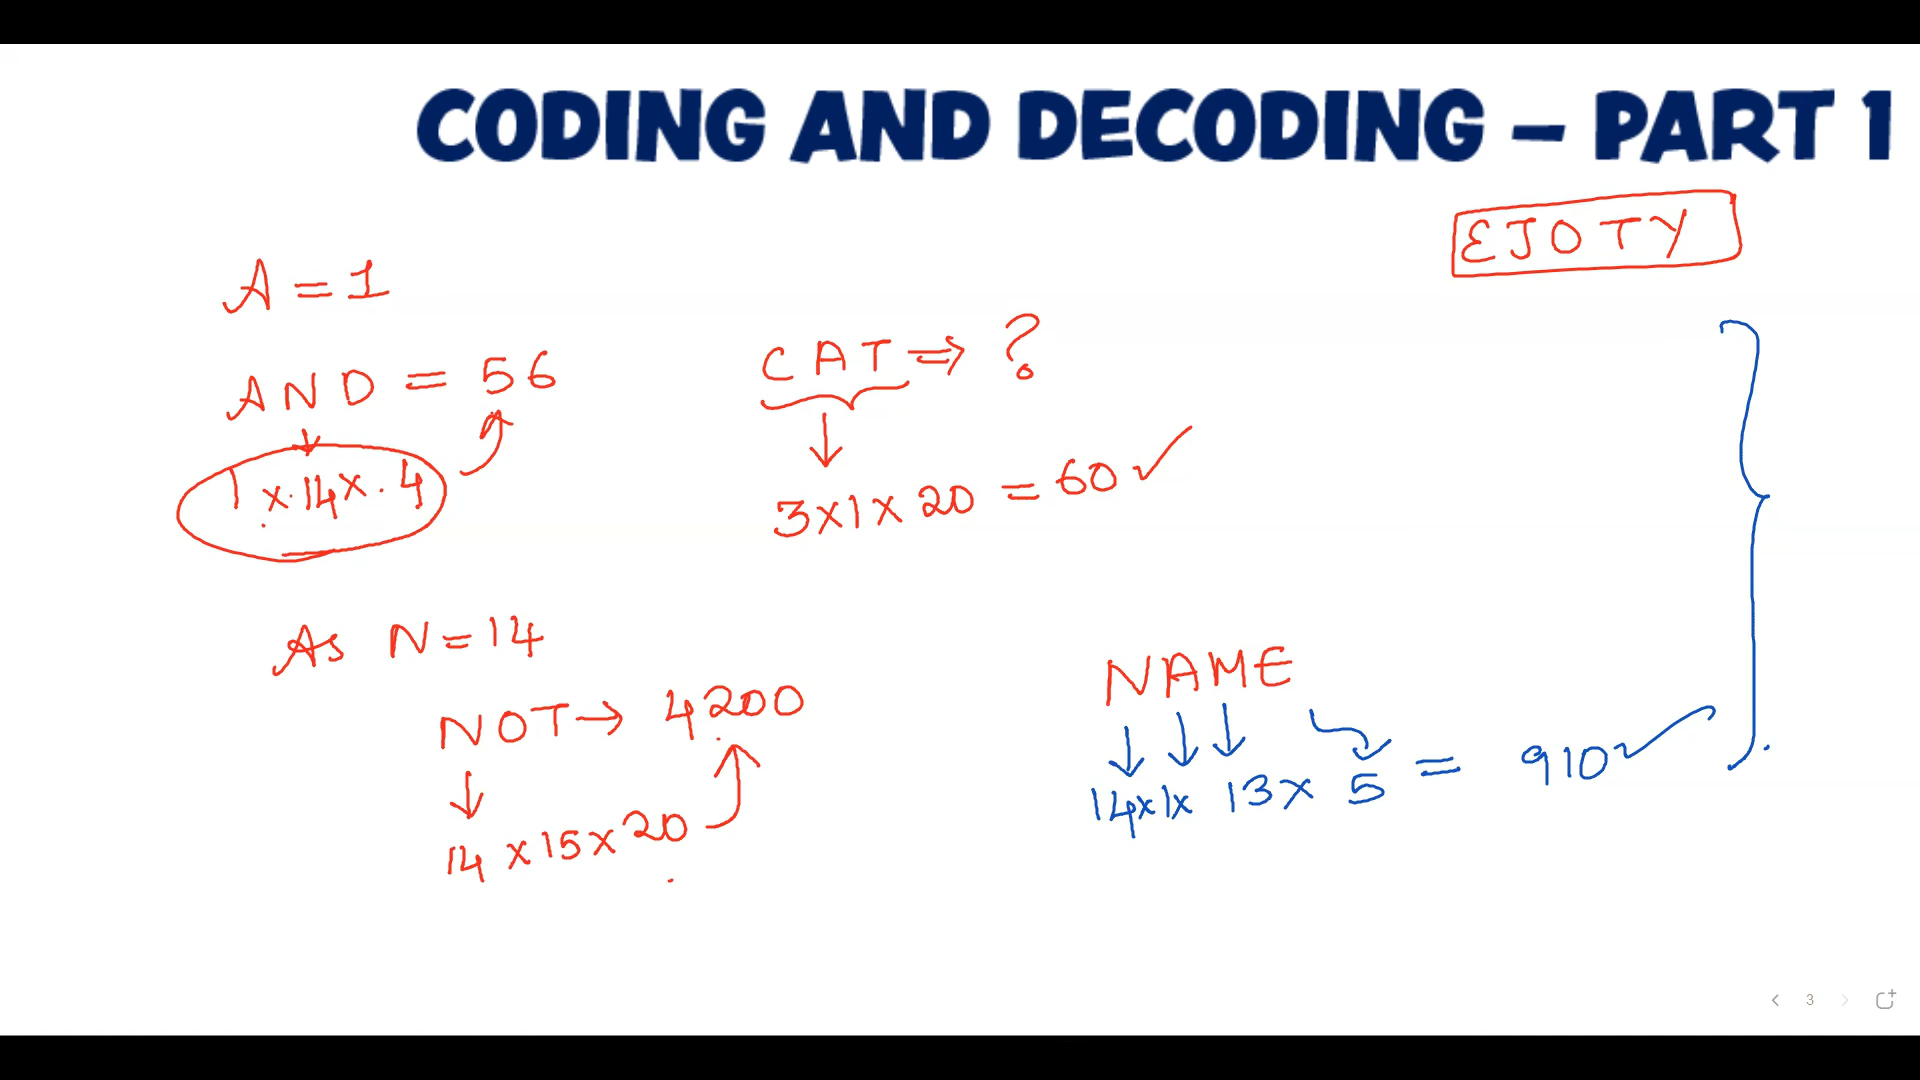 CODING AND DECODING – PART 1
EJOTY
A = 1
AND = 56
1 x 14 x 4
CAT ⇒ ?
3 x 1 x 20 = 60 ✓
As N = 14
NOT → 4200
14 x 15 x 20
NAME
14 x 1 x 13 x 5 = 910 ✓
3